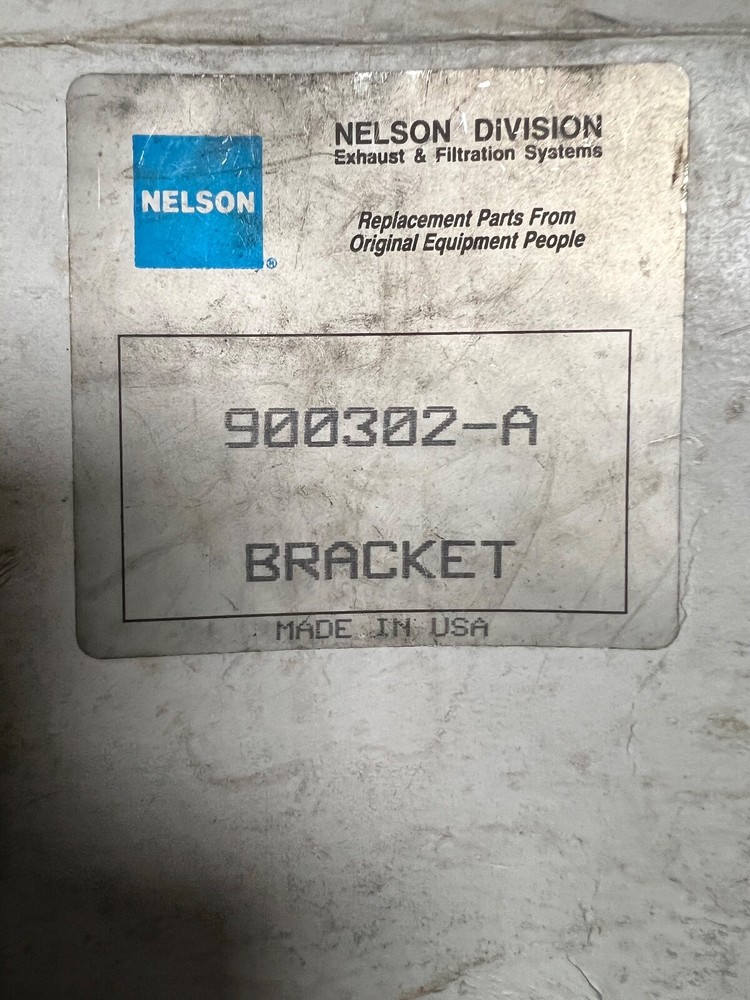 NELSON
®
NELSON DIVISION
Exhaust & Filtration Systems
Replacement Parts From
Original Equipment People
900302-A
BRACKET
MADE IN USA